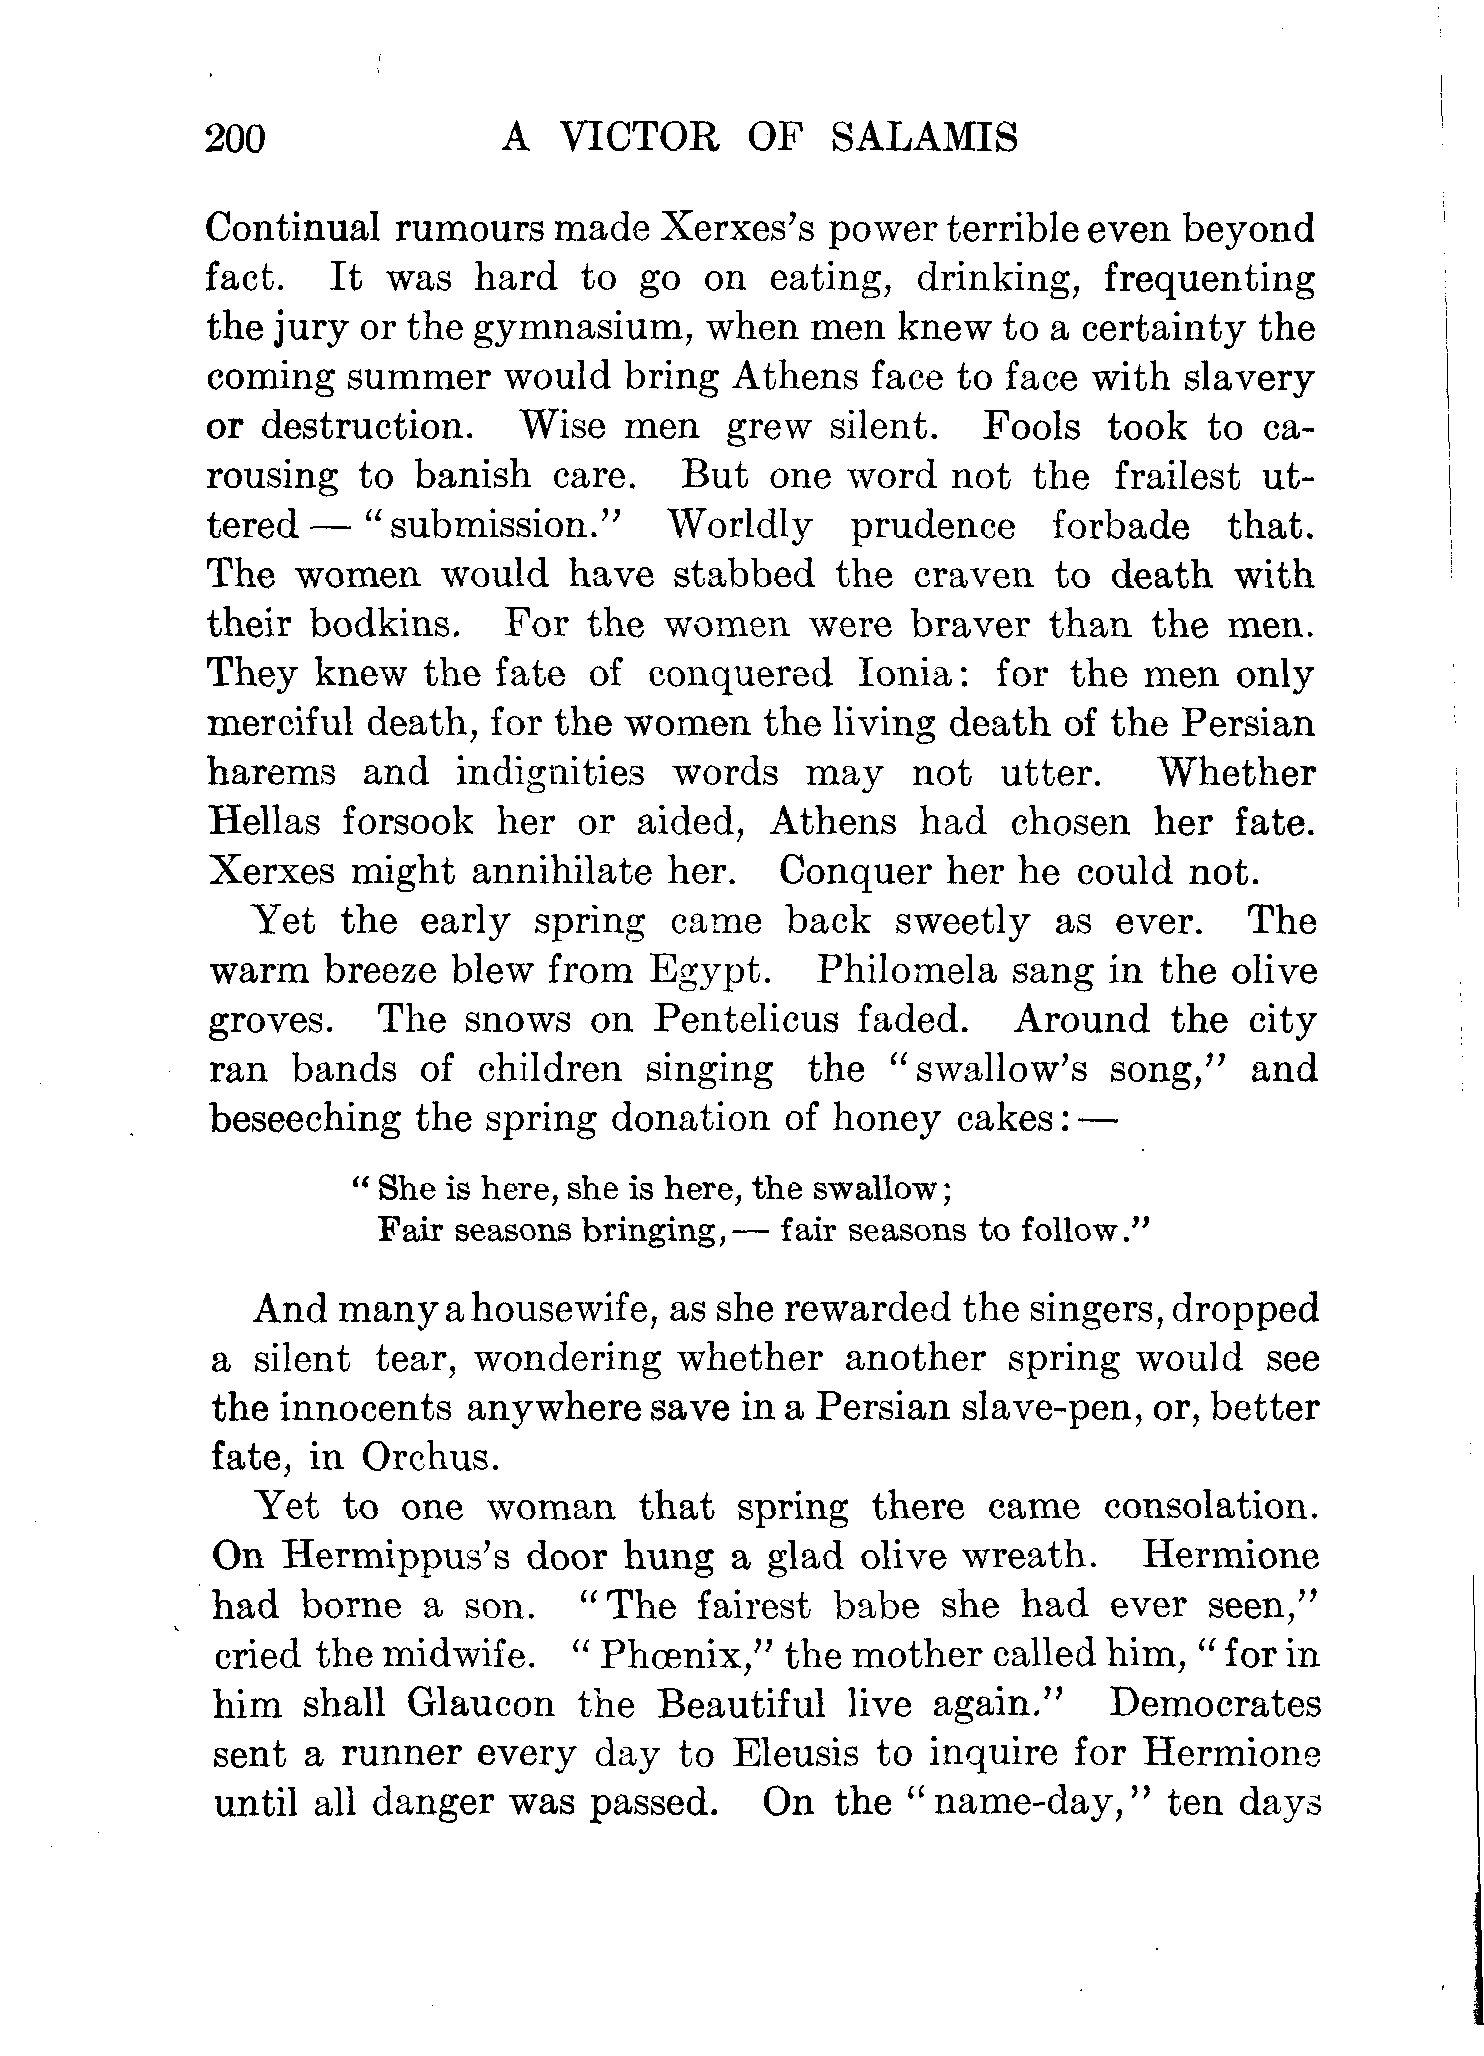 200 A VICTOR OF SALAMIS
Continual rumours made Xerxes's power terrible even beyond
fact. It was hard to go on eating, drinking, frequenting
the jury or the gymnasium, when men knew to a certainty the
coming summer would bring Athens face to face with slavery
or destruction. Wise men grew silent. Fools took to ca-
rousing to banish care. But one word not the frailest ut-
tered — "submission." Worldly prudence forbade that.
The women would have stabbed the craven to death with
their bodkins. For the women were braver than the men.
They knew the fate of conquered Ionia: for the men only
merciful death, for the women the living death of the Persian
harems and indignities words may not utter. Whether
Hellas forsook her or aided, Athens had chosen her fate.
Xerxes might annihilate her. Conquer her he could not.
Yet the early spring came back sweetly as ever. The
warm breeze blew from Egypt. Philomela sang in the olive
groves. The snows on Pentelicus faded. Around the city
ran bands of children singing the "swallow's song," and
beseeching the spring donation of honey cakes: —
"She is here, she is here, the swallow;
Fair seasons bringing, — fair seasons to follow."
And many a housewife, as she rewarded the singers, dropped
a silent tear, wondering whether another spring would see
the innocents anywhere save in a Persian slave-pen, or, better
fate, in Orchus.
Yet to one woman that spring there came consolation.
On Hermippus's door hung a glad olive wreath. Hermione
had borne a son. "The fairest babe she had ever seen,"
cried the midwife. "Phœnix," the mother called him, "for in
him shall Glaucon the Beautiful live again." Democrates
sent a runner every day to Eleusis to inquire for Hermione
until all danger was passed. On the "name-day," ten days